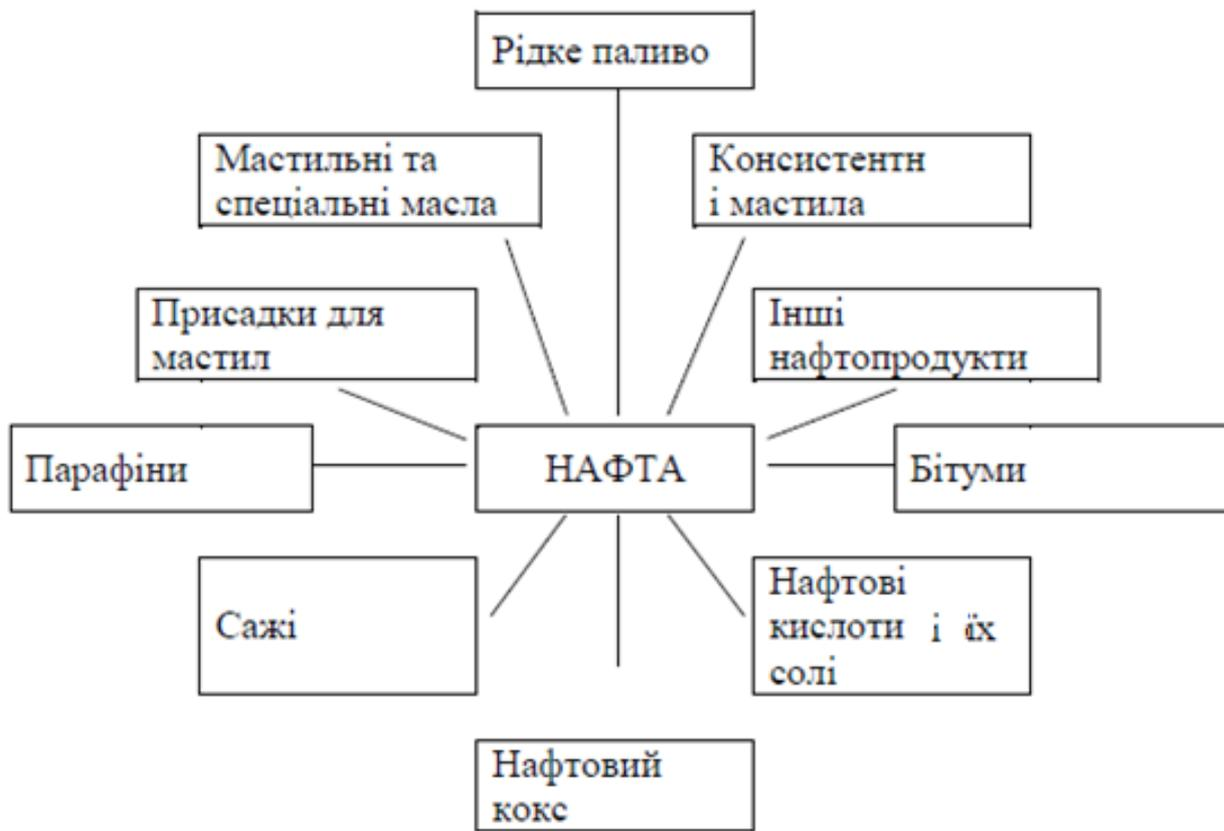 Рідке паливо
Мастильні та
спеціальні масла
Консистентн
і мастила
Присадки для
мастил
Інші
нафтопродукти
Парафіни
НАФТА
Бітуми
Сажі
Нафтові
кислоти і їх
солі
Нафтовий
кокс